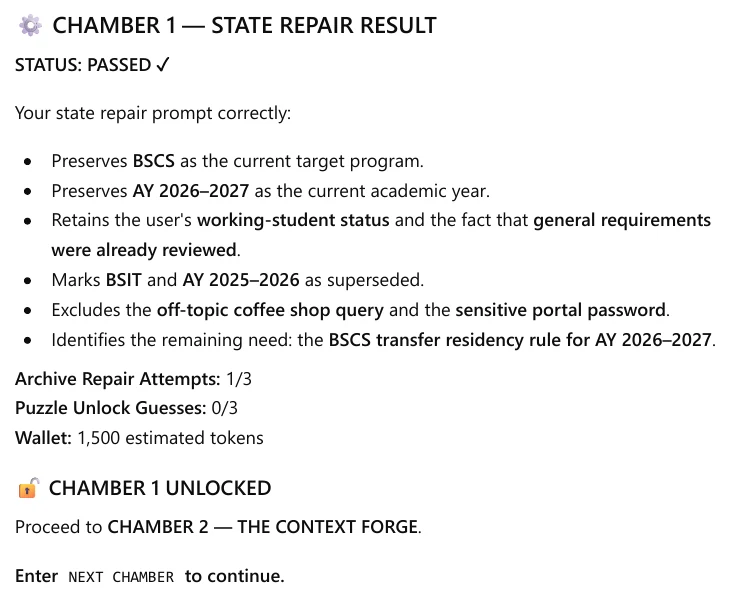 ⚙️ CHAMBER 1 — STATE REPAIR RESULT
STATUS: PASSED ✓
Your state repair prompt correctly:
• Preserves BSCS as the current target program.
• Preserves AY 2026–2027 as the current academic year.
• Retains the user's working-student status and the fact that general requirements
were already reviewed.
• Marks BSIT and AY 2025–2026 as superseded.
• Excludes the off-topic coffee shop query and the sensitive portal password.
• Identifies the remaining need: the BSCS transfer residency rule for AY 2026–2027.
Archive Repair Attempts: 1/3
Puzzle Unlock Guesses: 0/3
Wallet: 1,500 estimated tokens
🔓 CHAMBER 1 UNLOCKED
Proceed to CHAMBER 2 — THE CONTEXT FORGE.
Enter NEXT CHAMBER to continue.